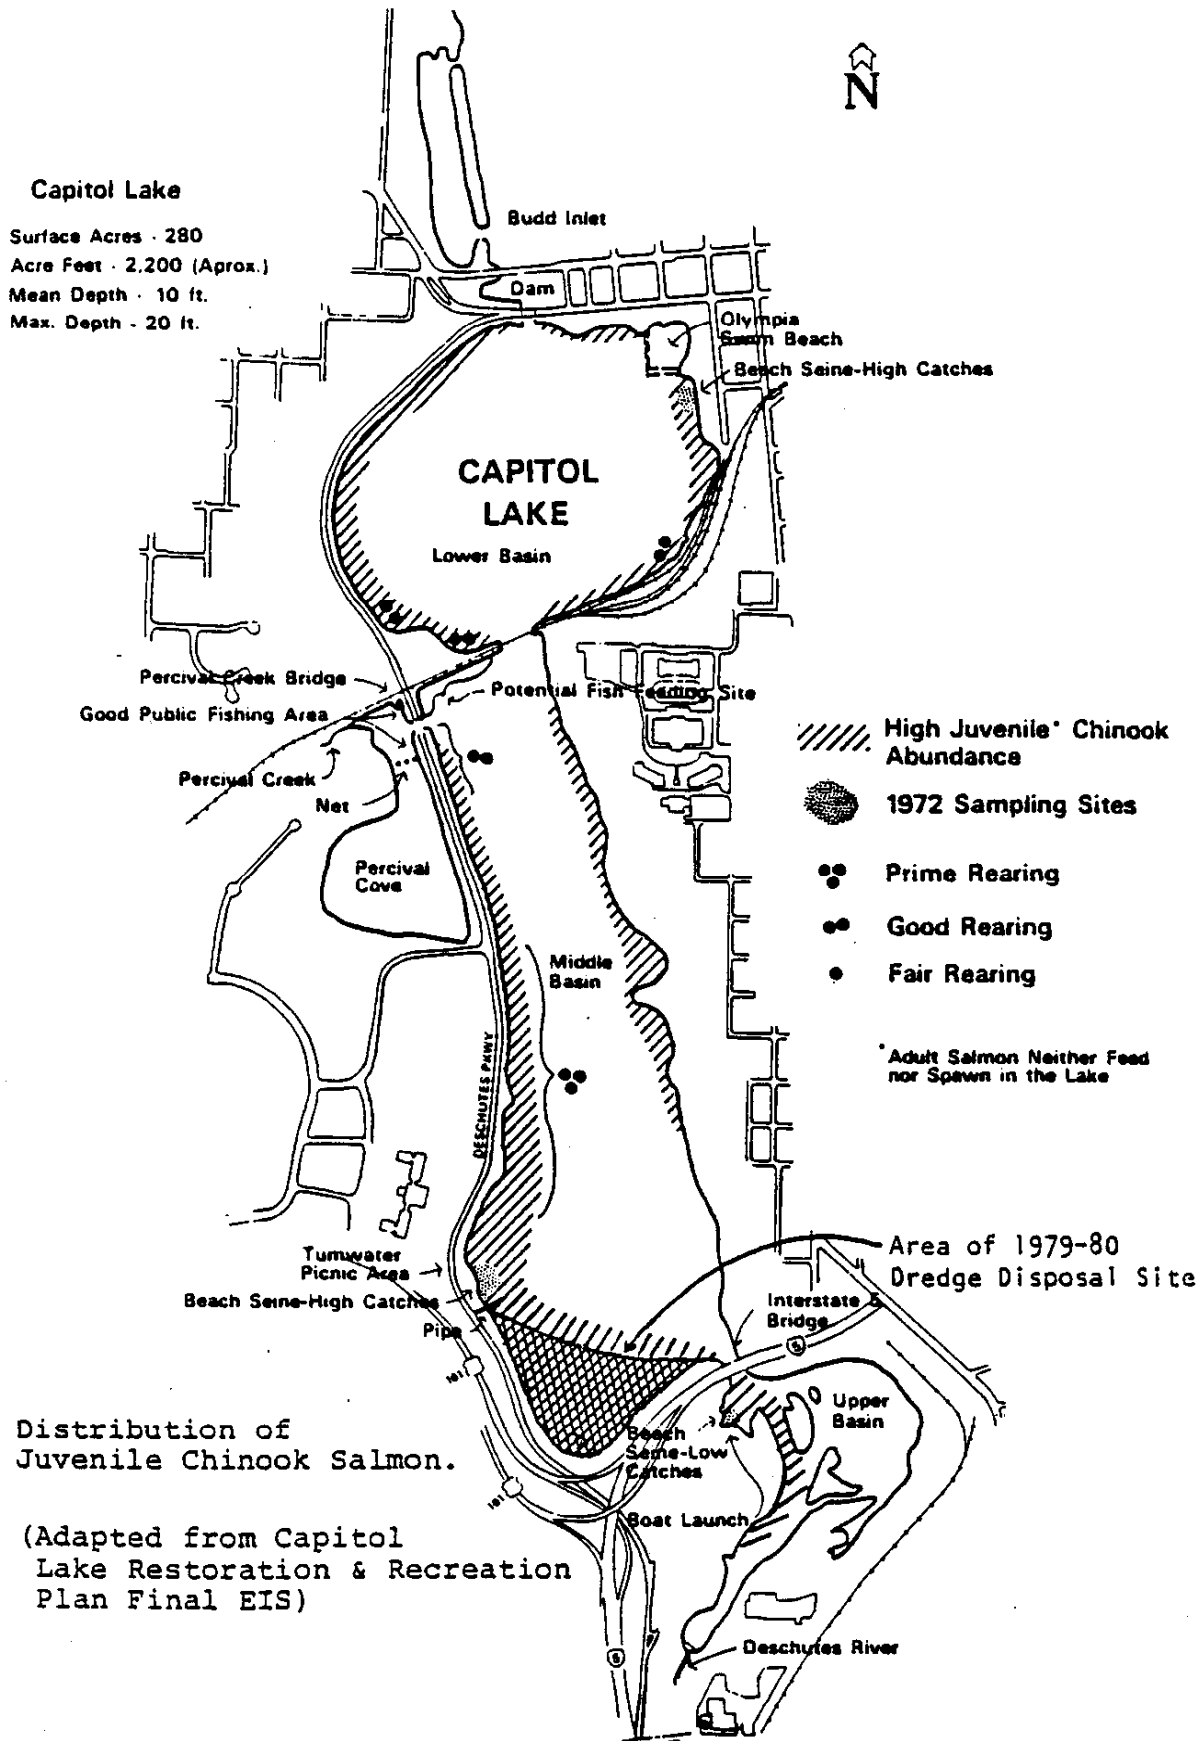 N
Capitol Lake
Surface Acres · 280
Acre Feet · 2,200 (Aprox.)
Mean Depth · 10 ft.
Max. Depth - 20 ft.
Budd Inlet
Dam
Olympia
Swim Beach
Beach Seine-High Catches
CAPITOL
LAKE
Lower Basin
Percival Creek Bridge
Potential Fish Feeding Site
Good Public Fishing Area
Percival Creek
Net
Percival
Cove
High Juvenile* Chinook
Abundance
1972 Sampling Sites
Prime Rearing
Good Rearing
Fair Rearing
*Adult Salmon Neither Feed
nor Spawn in the Lake
Middle
Basin
DESCHUTES PKWY
Tumwater
Picnic Area
Beach Seine-High Catches
Pipe
Area of 1979-80
Dredge Disposal Site
Interstate 5
Bridge
5
101
Upper
Basin
Beach
Seine-Low
Catches
101
Boat Launch
Distribution of
Juvenile Chinook Salmon.
(Adapted from Capitol
Lake Restoration & Recreation
Plan Final EIS)
Deschutes River
5